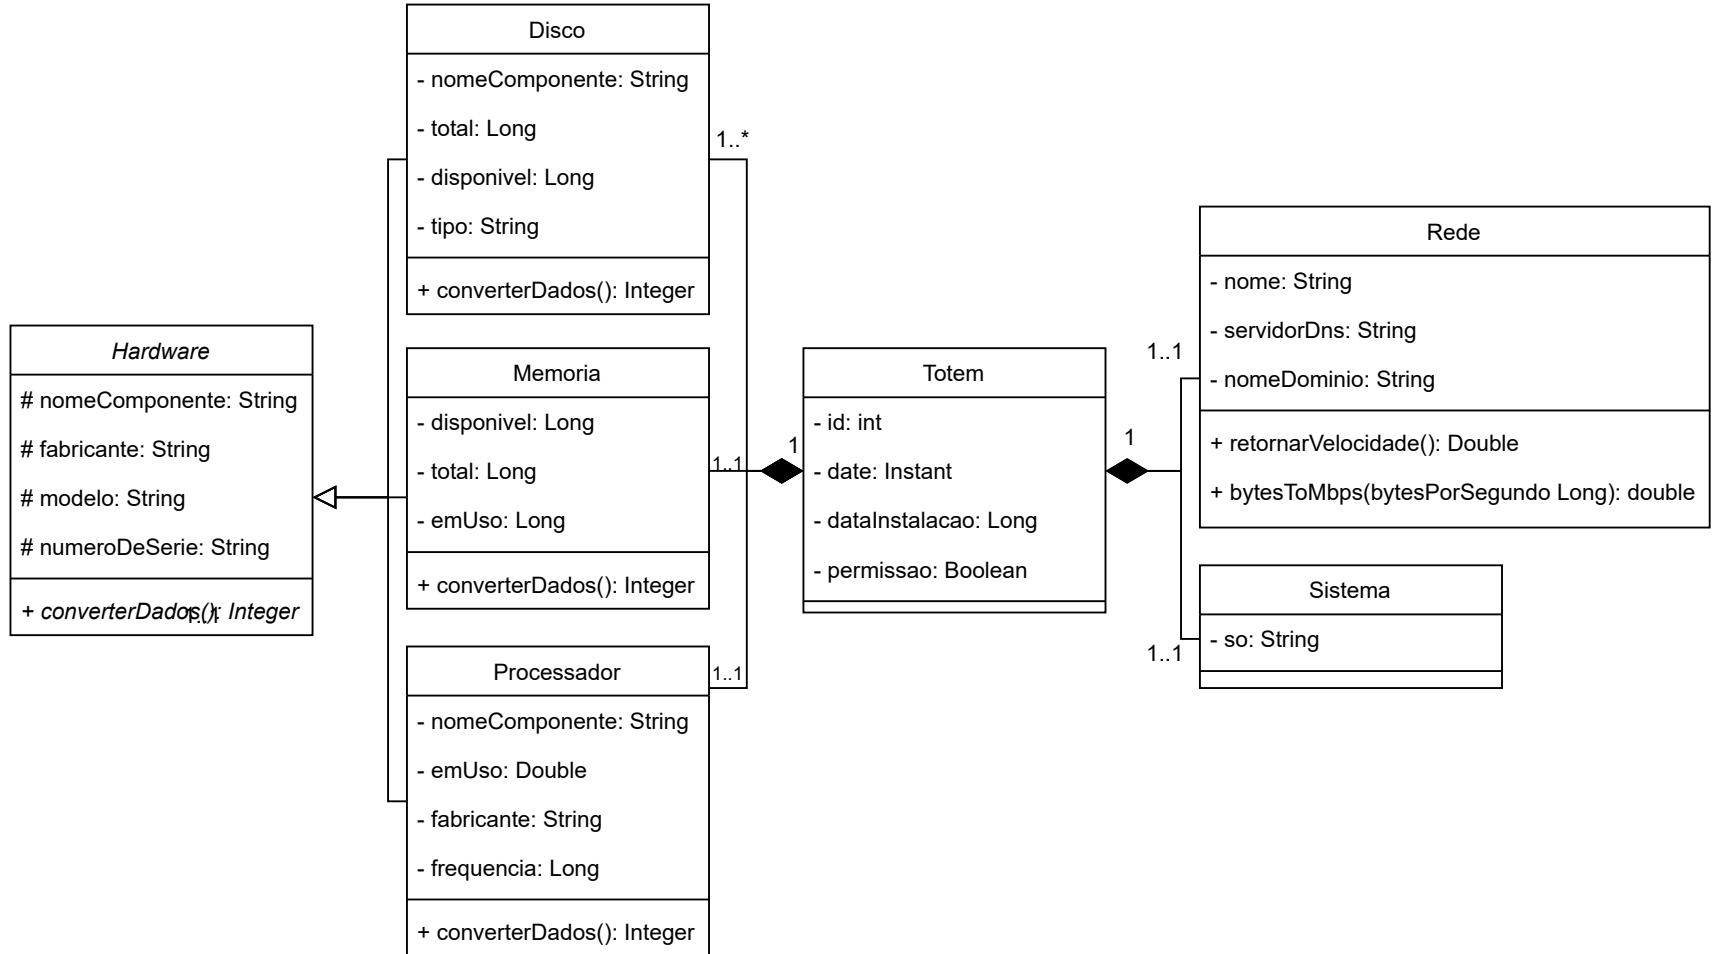 Disco
- nomeComponente: String
- total: Long
- disponivel: Long
- tipo: String
+ converterDados(): Integer
1..*
Hardware
# nomeComponente: String
# fabricante: String
# modelo: String
# numeroDeSerie: String
+ converterDados(): Integer
Memoria
- disponivel: Long
- total: Long
- emUso: Long
+ converterDados(): Integer
1..1
Processador
- nomeComponente: String
- emUso: Double
- fabricante: String
- frequencia: Long
+ converterDados(): Integer
1..1
1
Totem
- id: int
- date: Instant
- dataInstalacao: Long
- permissao: Boolean
1
1..1
Rede
- nome: String
- servidorDns: String
- nomeDominio: String
+ retornarVelocidade(): Double
+ bytesToMbps(bytesPorSegundo Long): double
1..1
Sistema
- so: String